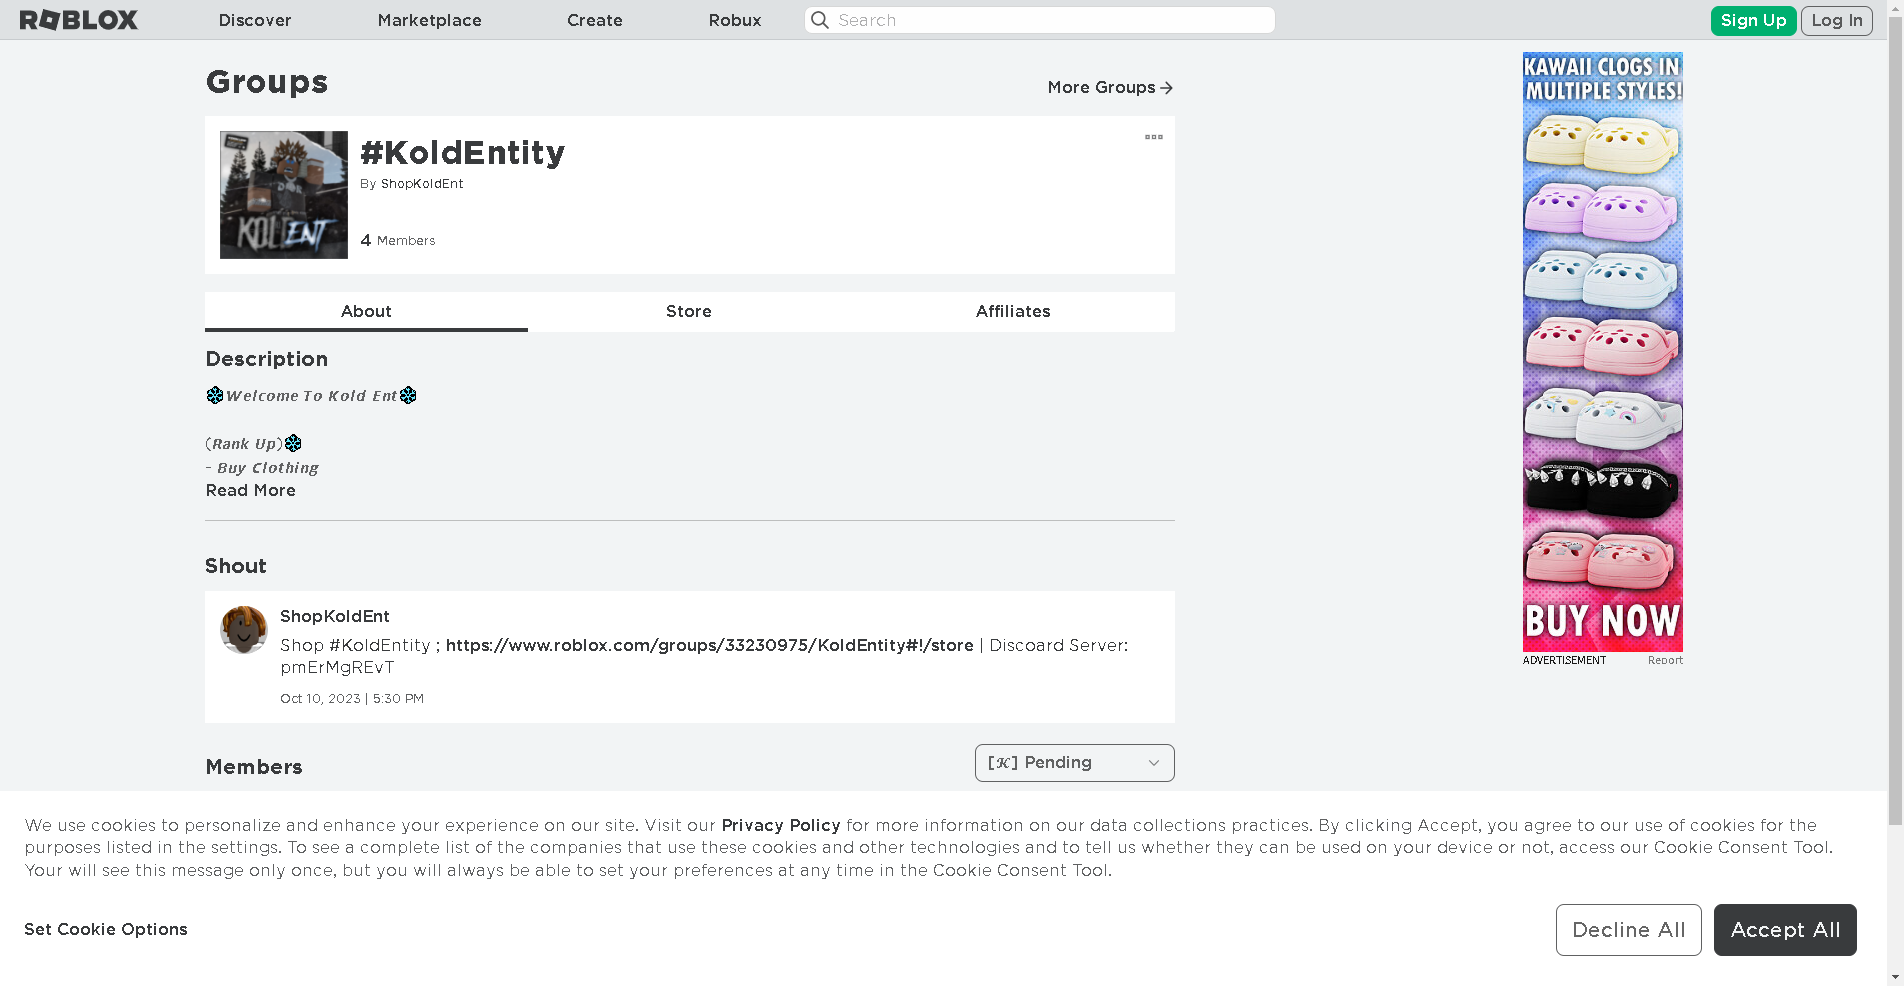 ROBLOX Discover Marketplace Create Robux Search Sign Up Log In
Groups
More Groups
#KoldEntity
By ShopKoldEnt
4 Members
KOLD ENT
About Store Affiliates
Description
❄𝙒𝙚𝙡𝙘𝙤𝙢𝙚 𝙏𝙤 𝙆𝙤𝙡𝙙 𝙀𝙣𝙩❄
(𝙍𝙖𝙣𝙠 𝙐𝙥)❄
- 𝘽𝙪𝙮 𝘾𝙡𝙤𝙩𝙝𝙞𝙣𝙜
Read More
Shout
ShopKoldEnt
Shop #KoldEntity ; https://www.roblox.com/groups/33230975/KoldEntity#!/store | Discoard Server:
pmErMgREvT
Oct 10, 2023 | 5:30 PM
Members
[𝓚] Pending
KAWAII CLOGS IN
MULTIPLE STYLES!
BUY NOW
ADVERTISEMENT Report
We use cookies to personalize and enhance your experience on our site. Visit our Privacy Policy for more information on our data collections practices. By clicking Accept, you agree to our use of cookies for the
purposes listed in the settings. To see a complete list of the companies that use these cookies and other technologies and to tell us whether they can be used on your device or not, access our Cookie Consent Tool.
Your will see this message only once, but you will always be able to set your preferences at any time in the Cookie Consent Tool.
Set Cookie Options
Decline All
Accept All